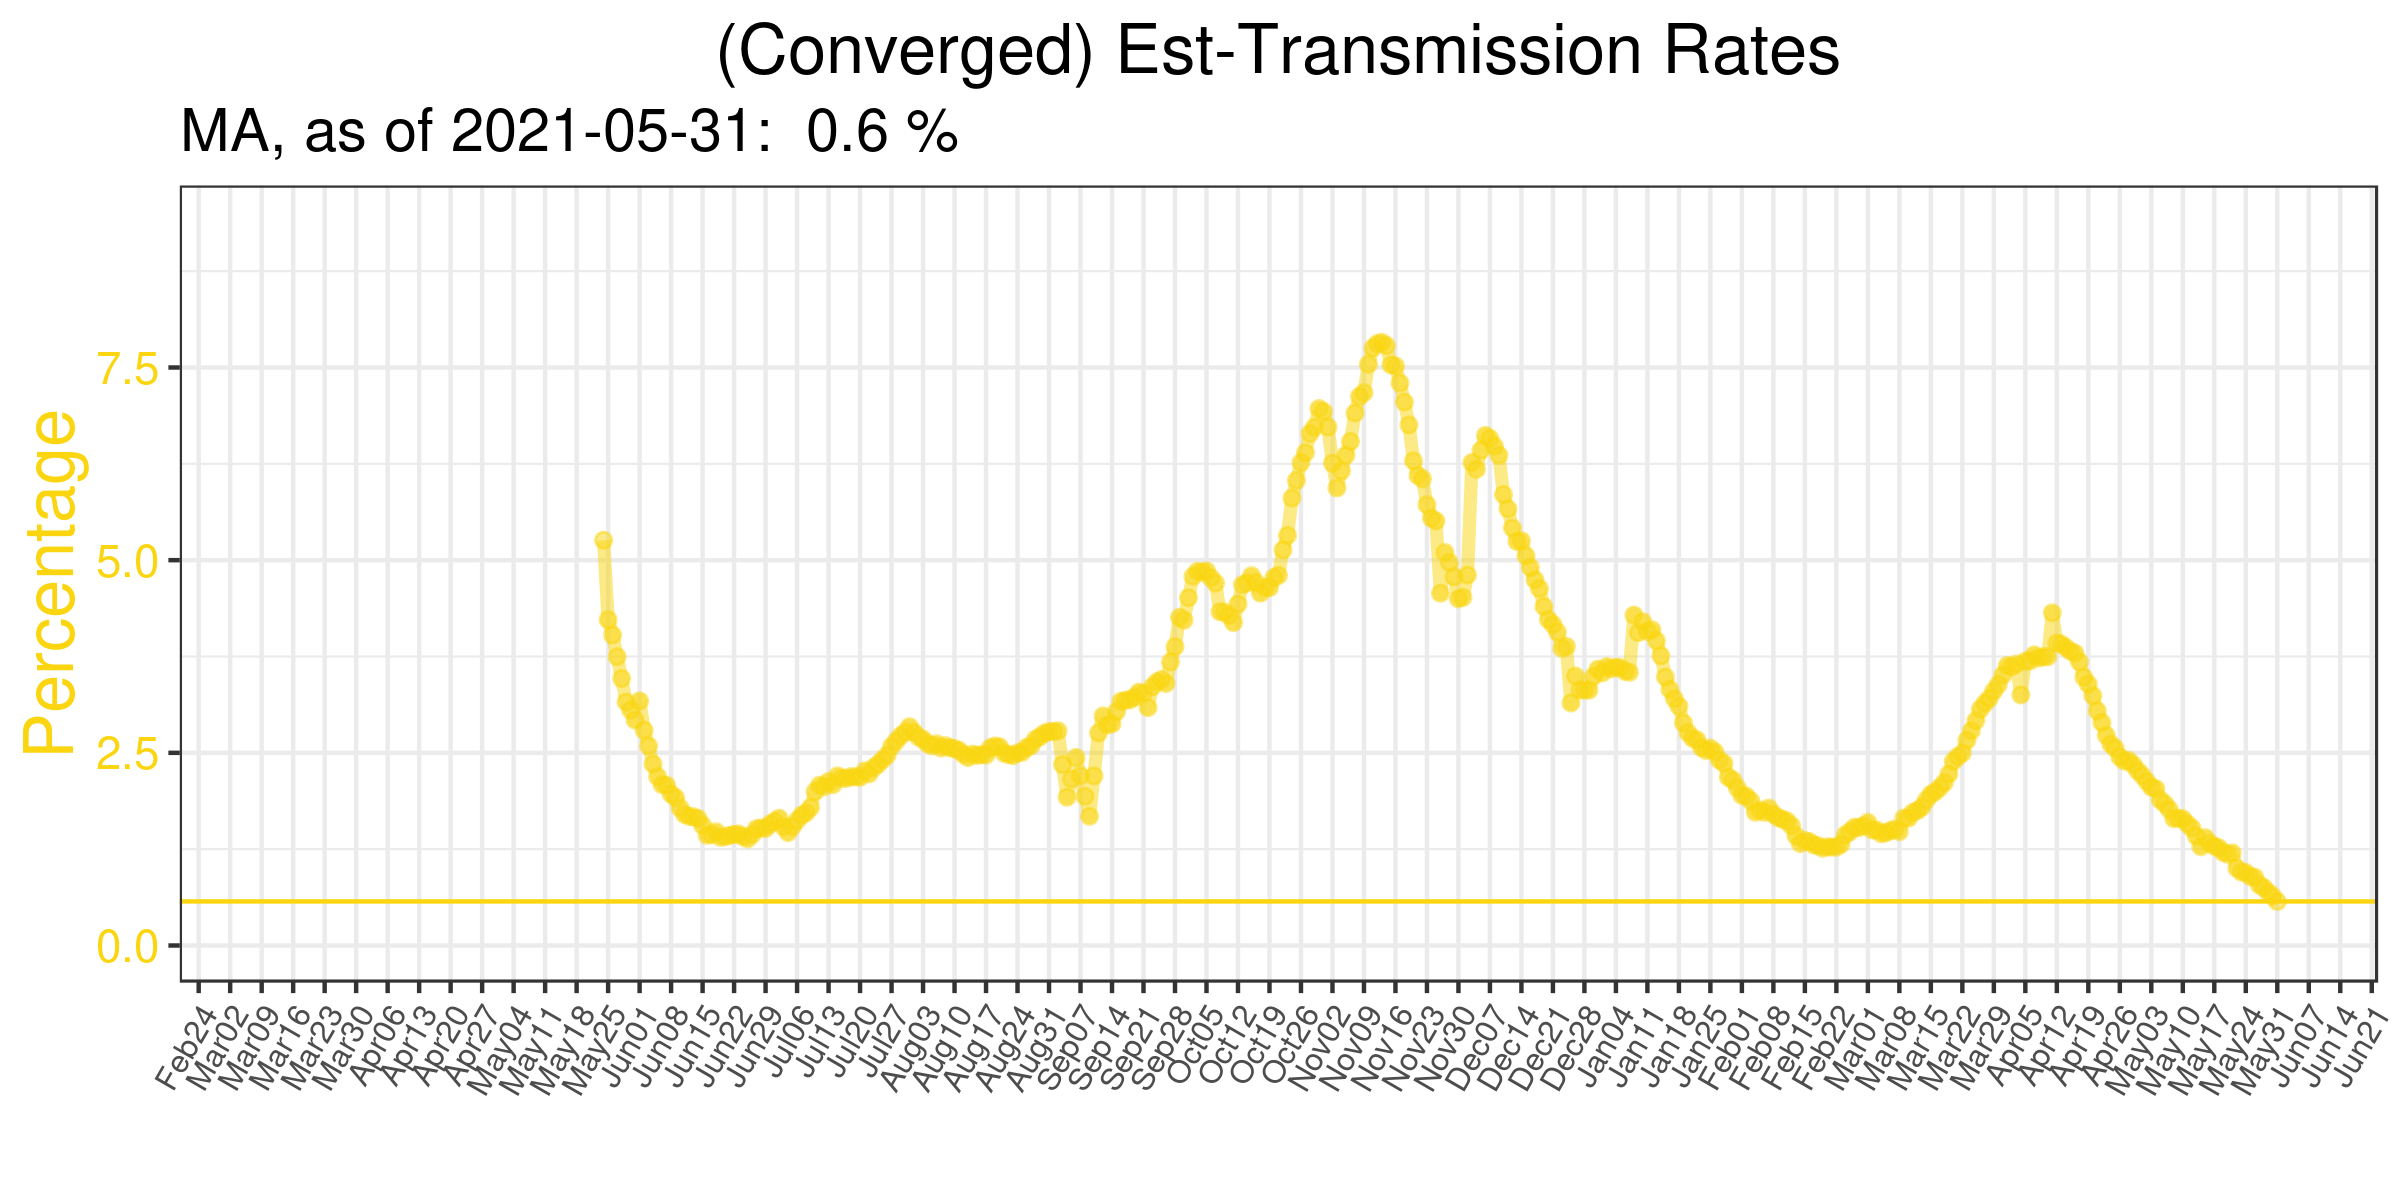 (Converged) Est-Transmission Rates
MA, as of 2021-05-31:  0.6 %
Percentage
7.5
5.0
2.5
0.0
Feb24
Mar02
Mar09
Mar16
Mar23
Mar30
Apr06
Apr13
Apr20
Apr27
May04
May11
May18
May25
Jun01
Jun08
Jun15
Jun22
Jun29
Jul06
Jul13
Jul20
Jul27
Aug03
Aug10
Aug17
Aug24
Aug31
Sep07
Sep14
Sep21
Sep28
Oct05
Oct12
Oct19
Oct26
Nov02
Nov09
Nov16
Nov23
Nov30
Dec07
Dec14
Dec21
Dec28
Jan04
Jan11
Jan18
Jan25
Feb01
Feb08
Feb15
Feb22
Mar01
Mar08
Mar15
Mar22
Mar29
Apr05
Apr12
Apr19
Apr26
May03
May10
May17
May24
May31
Jun07
Jun14
Jun21